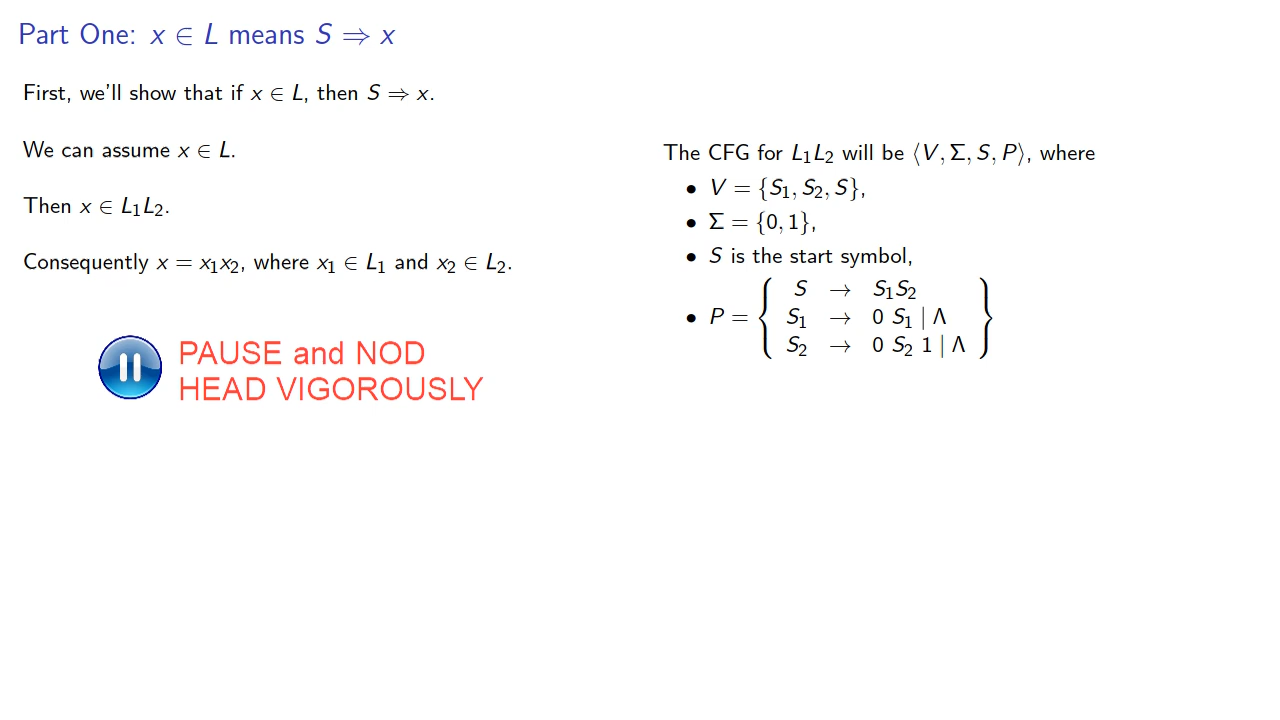 Part One: x ∈ L means S ⇒ x
First, we'll show that if x ∈ L, then S ⇒ x.
We can assume x ∈ L.
Then x ∈ L₁L₂.
Consequently x = x₁x₂, where x₁ ∈ L₁ and x₂ ∈ L₂.
PAUSE and NOD
HEAD VIGOROUSLY
The CFG for L₁L₂ will be ⟨V, Σ, S, P⟩, where
• V = {S₁, S₂, S},
• Σ = {0, 1},
• S is the start symbol,
• P = {
S → S₁S₂
S₁ → 0 S₁ | Λ
S₂ → 0 S₂ 1 | Λ
}